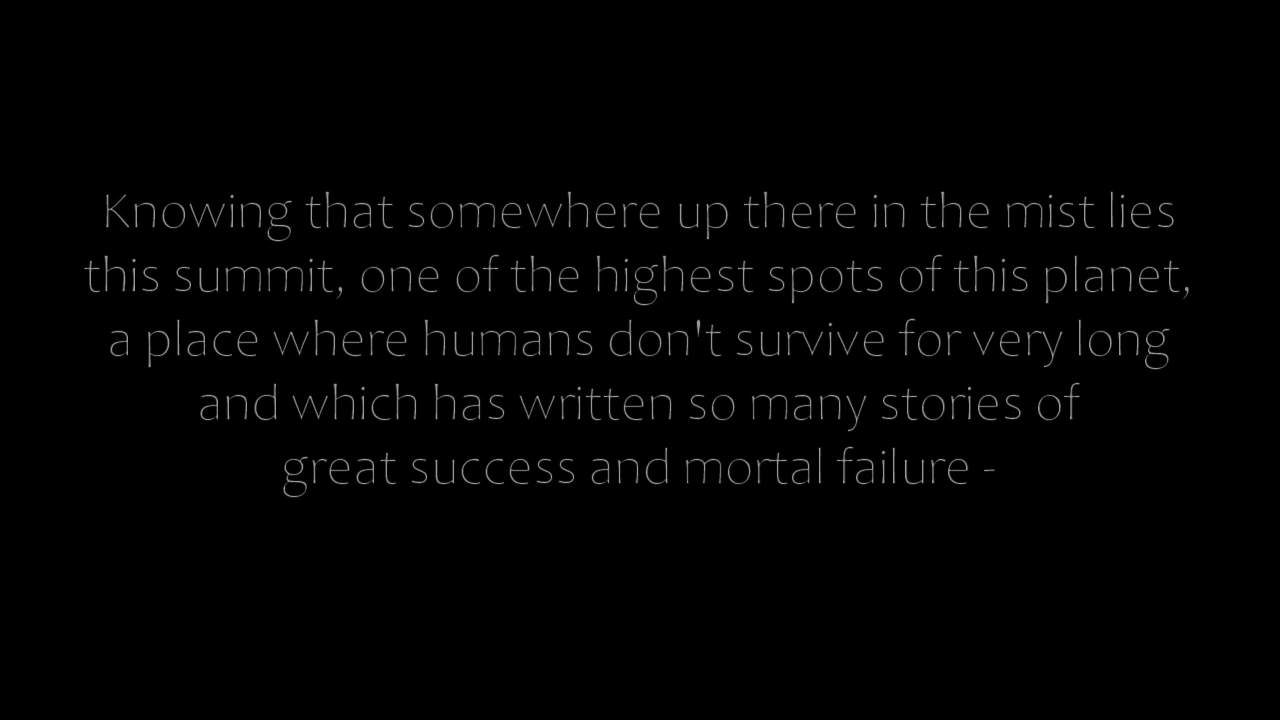 Knowing that somewhere up there in the mist lies
this summit, one of the highest spots of this planet,
a place where humans don't survive for very long
and which has written so many stories of
great success and mortal failure -